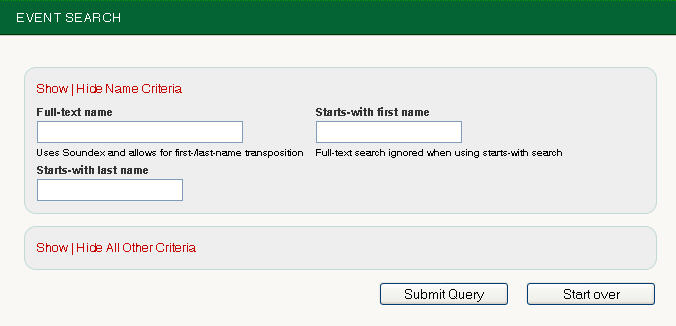 EVENT SEARCH
Show | Hide Name Criteria
Full-text name
Starts-with first name
Uses Soundex and allows for first-/last-name transposition
Full-text search ignored when using starts-with search
Starts-with last name
Show | Hide All Other Criteria
Submit Query
Start over